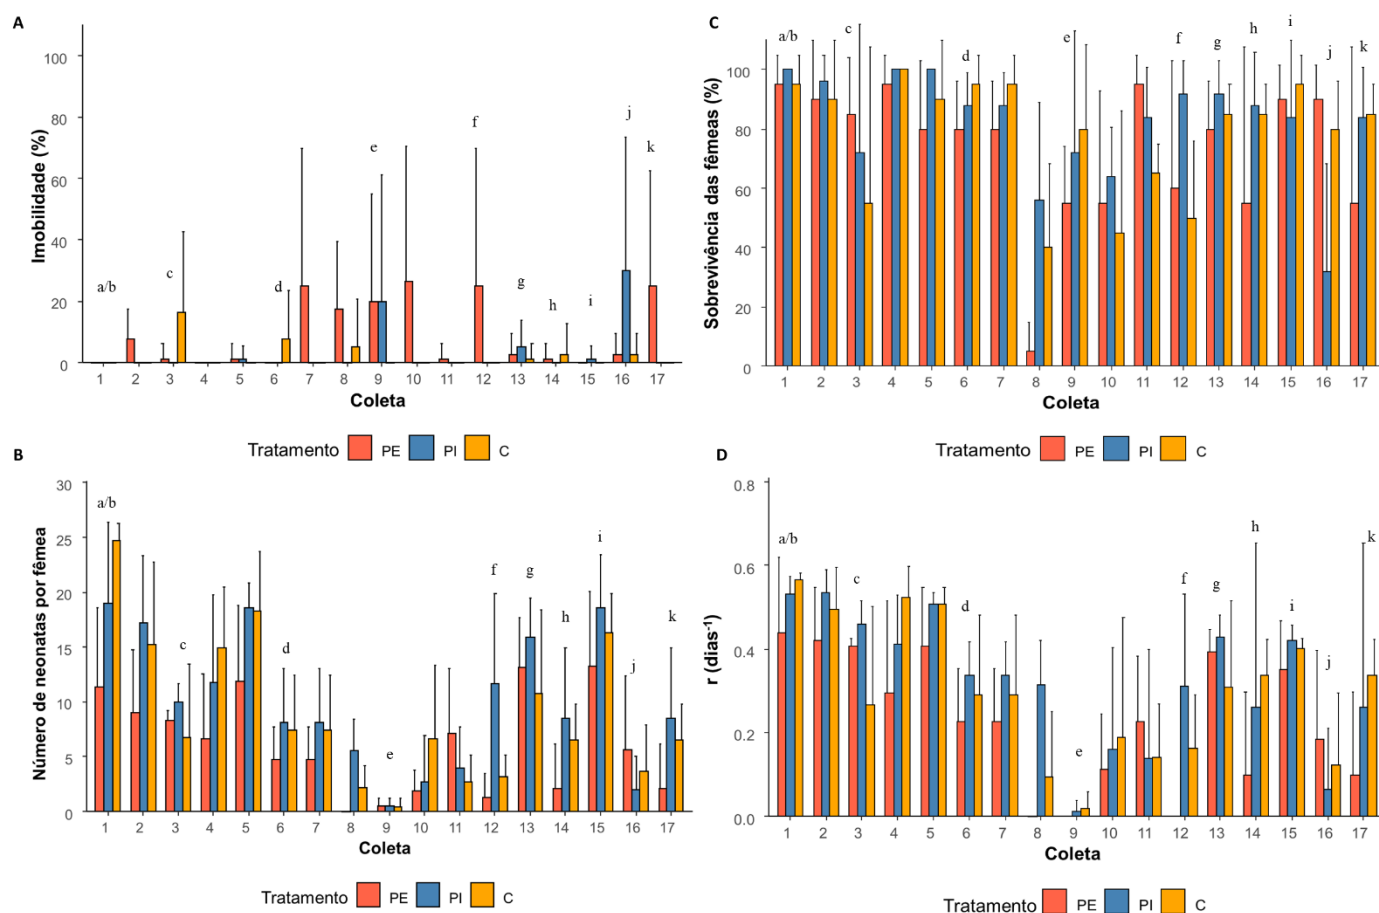 A
100
80
60
40
20
0
Imobilidade (%)
a/b
c
d
e
f
g
h
i
j
k
1 2 3 4 5 6 7 8 9 10 11 12 13 14 15 16 17
Coleta
Tratamento PE PI C
C
100
80
60
40
20
0
Sobrevivência das fêmeas (%)
a/b
c
d
e
f
g
h
i
j
k
1 2 3 4 5 6 7 8 9 10 11 12 13 14 15 16 17
Coleta
Tratamento PE PI C
B
30
25
20
15
10
5
0
Número de neonatas por fêmea
a/b
c
d
e
f
g
h
i
j
k
1 2 3 4 5 6 7 8 9 10 11 12 13 14 15 16 17
Coleta
Tratamento PE PI C
D
0.8
0.6
0.4
0.2
0.0
r (dias⁻¹)
a/b
c
d
e
f
g
h
i
j
k
1 2 3 4 5 6 7 8 9 10 11 12 13 14 15 16 17
Coleta
Tratamento PE PI C